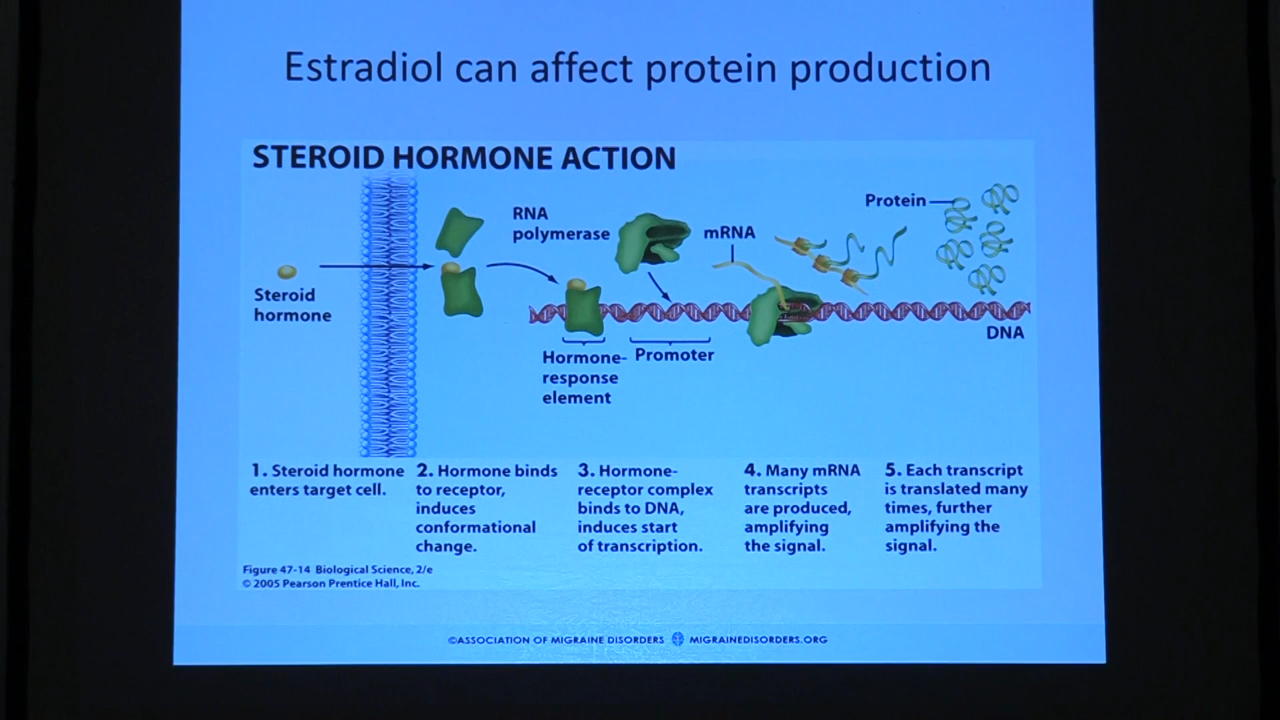 Estradiol can affect protein production
STEROID HORMONE ACTION
Steroid
hormone
RNA
polymerase
mRNA
Protein
DNA
Hormone-
response
element
Promoter
1. Steroid hormone
enters target cell.
2. Hormone binds
to receptor,
induces
conformational
change.
3. Hormone-
receptor complex
binds to DNA,
induces start
of transcription.
4. Many mRNA
transcripts
are produced,
amplifying
the signal.
5. Each transcript
is translated many
times, further
amplifying the
signal.
Figure 47-14 Biological Science, 2/e
© 2005 Pearson Prentice Hall, Inc.
©ASSOCIATION OF MIGRAINE DISORDERS MIGRAINEDISORDERS.ORG